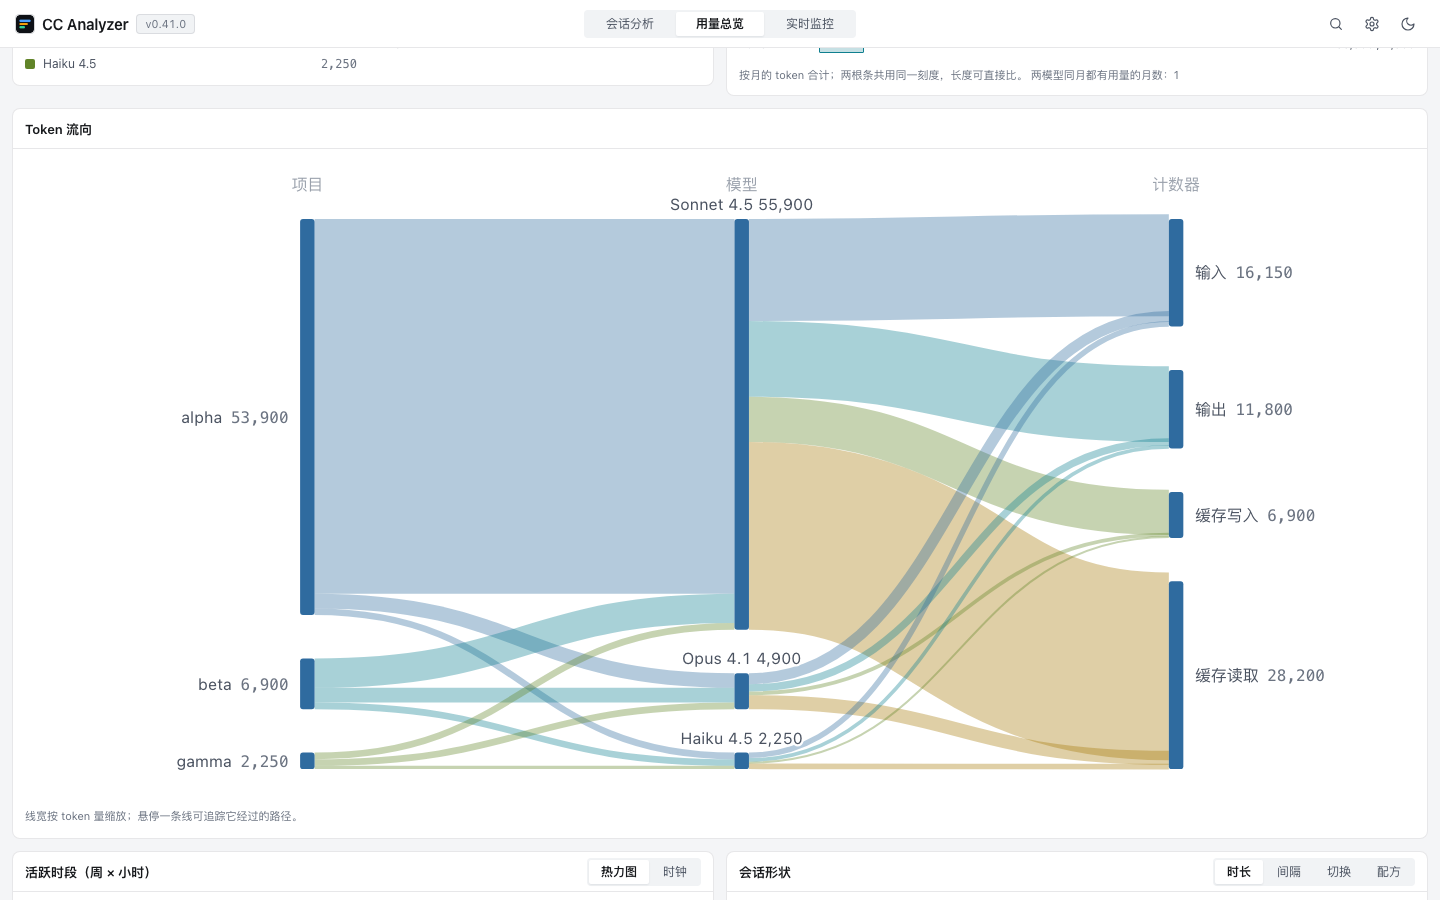 CC Analyzer v0.41.0 会话分析 用量总览 实时监控
Haiku 4.5 2,250
按月的 token 合计；两根条共用同一刻度，长度可直接比。 两模型同月都有用量的月数：1
Token 流向
项目 模型 计数器
Sonnet 4.5 55,900
输入 16,150
输出 11,800
alpha 53,900
缓存写入 6,900
Opus 4.1 4,900
缓存读取 28,200
beta 6,900
Haiku 4.5 2,250
gamma 2,250
线宽按 token 量缩放；悬停一条线可追踪它经过的路径。
活跃时段（周 × 小时） 热力图 时钟
会话形状 时长 间隔 切换 配方